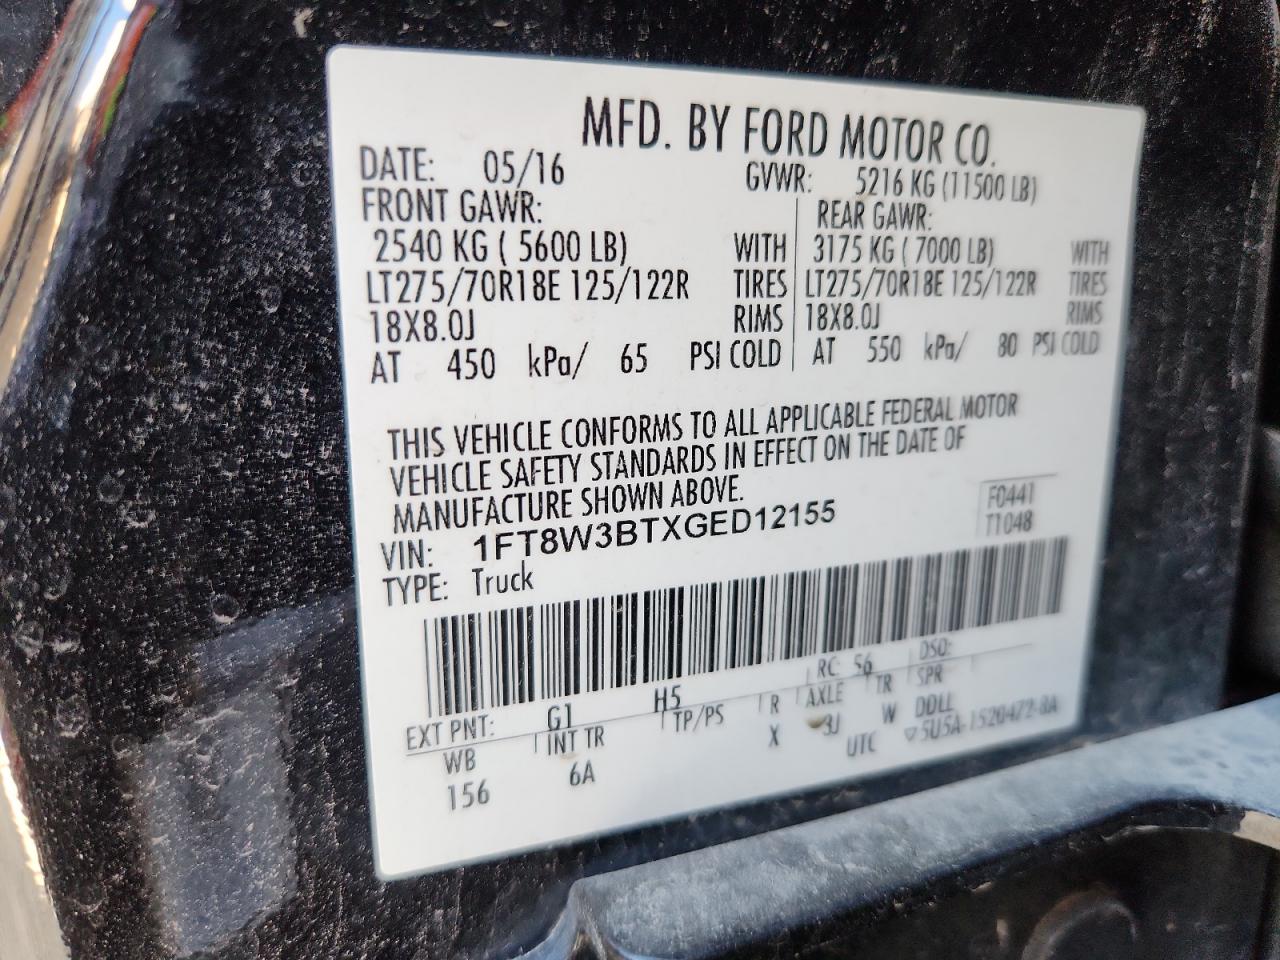 MFD. BY FORD MOTOR CO.
DATE: 05/16 GVWR: 5216 KG (11500 LB)
FRONT GAWR: REAR GAWR:
2540 KG ( 5600 LB) WITH 3175 KG ( 7000 LB) WITH
LT275/70R18E 125/122R TIRES LT275/70R18E 125/122R TIRES
18X8.0J RIMS 18X8.0J RIMS
AT 450 kPa/ 65 PSI COLD AT 550 kPa/ 80 PSI COLD
THIS VEHICLE CONFORMS TO ALL APPLICABLE FEDERAL MOTOR
VEHICLE SAFETY STANDARDS IN EFFECT ON THE DATE OF
MANUFACTURE SHOWN ABOVE.
F0441
VIN: 1FT8W3BTXGED12155 T1048
TYPE: Truck
EXT PNT: G1 H5 RC: 56 DSO:
WB INT TR TP/PS R AXLE TR SPR
156 6A X 3J W DDLL
UTC ▽5U5A-1520472-BA